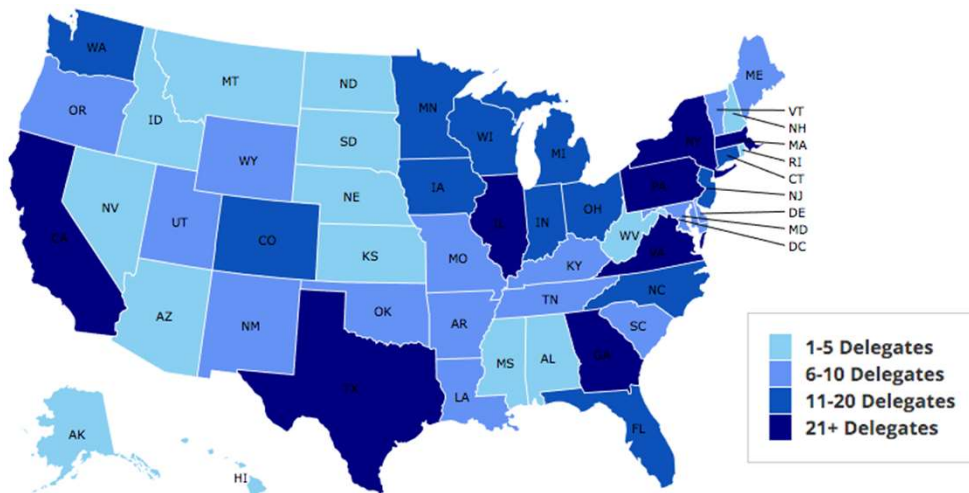 WA
ME
MT
ND
MN
VT
OR
ID
NH
WI
SD
NY
MA
MI
RI
WY
CT
IA
PA
NJ
NE
NV
OH
DE
IL
IN
UT
MD
WV
CO
DC
CA
VA
KS
MO
KY
NC
TN
OK
AZ
NM
AR
SC
MS
AL
GA
TX
LA
FL
AK
HI
1-5 Delegates
6-10 Delegates
11-20 Delegates
21+ Delegates